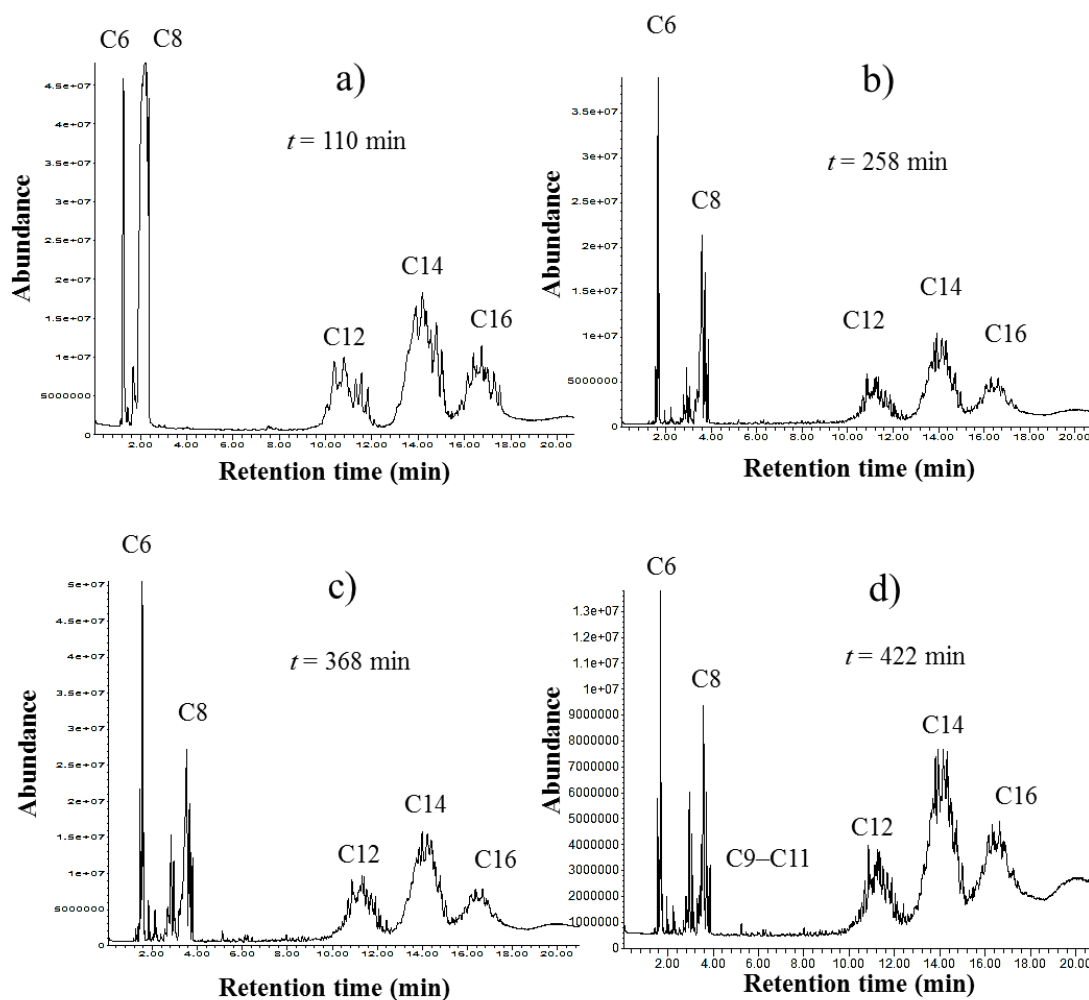 C6 C8
a)
t = 110 min
4.5e+07
4e+07
4.5e+07
3e+07
2.5e+07
2e+07
1.5e+07
1e+07
5000000
0
Abundance
C12
C14
C16
2.00 4.00 6.00 8.00 10.00 12.00 14.00 16.00 18.00 20.00
Retention time (min)
C6
b)
t = 258 min
C8
3.5e+07
3e+07
2.5e+07
2e+07
1.5e+07
1e+07
5000000
0
Abundance
C12
C14
C16
2.00 4.00 6.00 8.00 10.00 12.00 14.00 16.00 18.00 20.00
Retention time (min)
C6
c)
t = 368 min
C8
5e+07
4.5e+07
4e+07
3.5e+07
3e+07
2.5e+07
2e+07
1.5e+07
1e+07
5000000
0
Abundance
C12
C14
C16
2.00 4.00 6.00 8.00 10.00 12.00 14.00 16.00 18.00 20.00
Retention time (min)
C6
d)
t = 422 min
C8
1.3e+07
1.2e+07
1.1e+07
1e+07
9000000
8000000
7000000
6000000
5000000
4000000
3000000
2000000
1000000
0
Abundance
C9–C11
C12
C14
C16
2.00 4.00 6.00 8.00 10.00 12.00 14.00 16.00 18.00 20.00
Retention time (min)